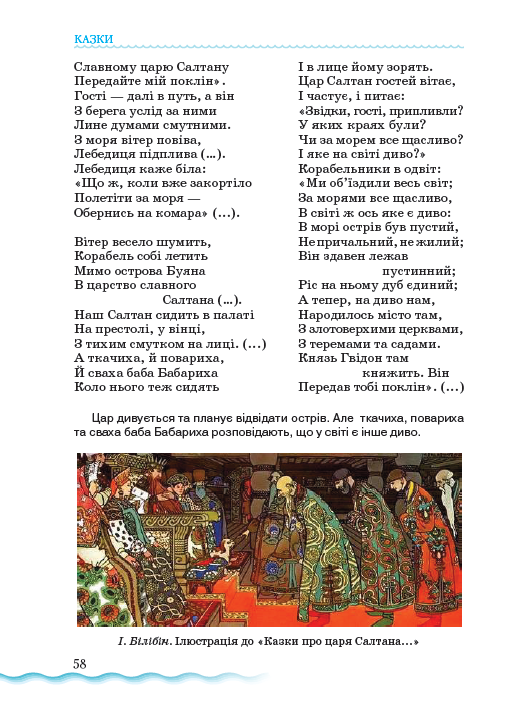 КАЗКИ
Славному царю Салтану
Передайте мій поклін».
Гості — далі в путь, а він
З берега услід за ними
Лине думами смутними.
З моря вітер повіва,
Лебедиця підплива (...).
Лебедиця каже біла:
«Що ж, коли вже закортіло
Полетіти за моря —
Обернись на комара» (...).
Вітер весело шумить,
Корабель собі летить
Мимо острова Буяна
В царство славного
Салтана (...).
Наш Салтан сидить в палаті
На престолі, у вінці,
З тихим смутком на лиці. (...)
А ткачиха, й повариха,
Й сваха баба Бабариха
Коло нього теж сидять
І в лице йому зорять.
Цар Салтан гостей вітає,
І частує, і питає:
«Звідки, гості, припливли?
У яких краях були?
Чи за морем все щасливо?
І яке на світі диво?»
Корабельники в одвіт:
«Ми об’їздили весь світ;
За морями все щасливо,
В світі ж ось яке є диво:
В морі острів був пустий,
Не причальний, не жилий;
Він здавен лежав
пустинний;
Ріс на ньому дуб єдиний;
А тепер, на диво нам,
Народилось місто там,
З злотоверхими церквами,
З теремами та садами.
Князь Гвідон там
княжить. Він
Передав тобі поклін». (...)
Цар дивується та планує відвідати острів. Але ткачиха, повариха
та сваха баба Бабариха розповідають, що у світі є інше диво.
І. Білібін. Ілюстрація до «Казки про царя Салтана...»
58